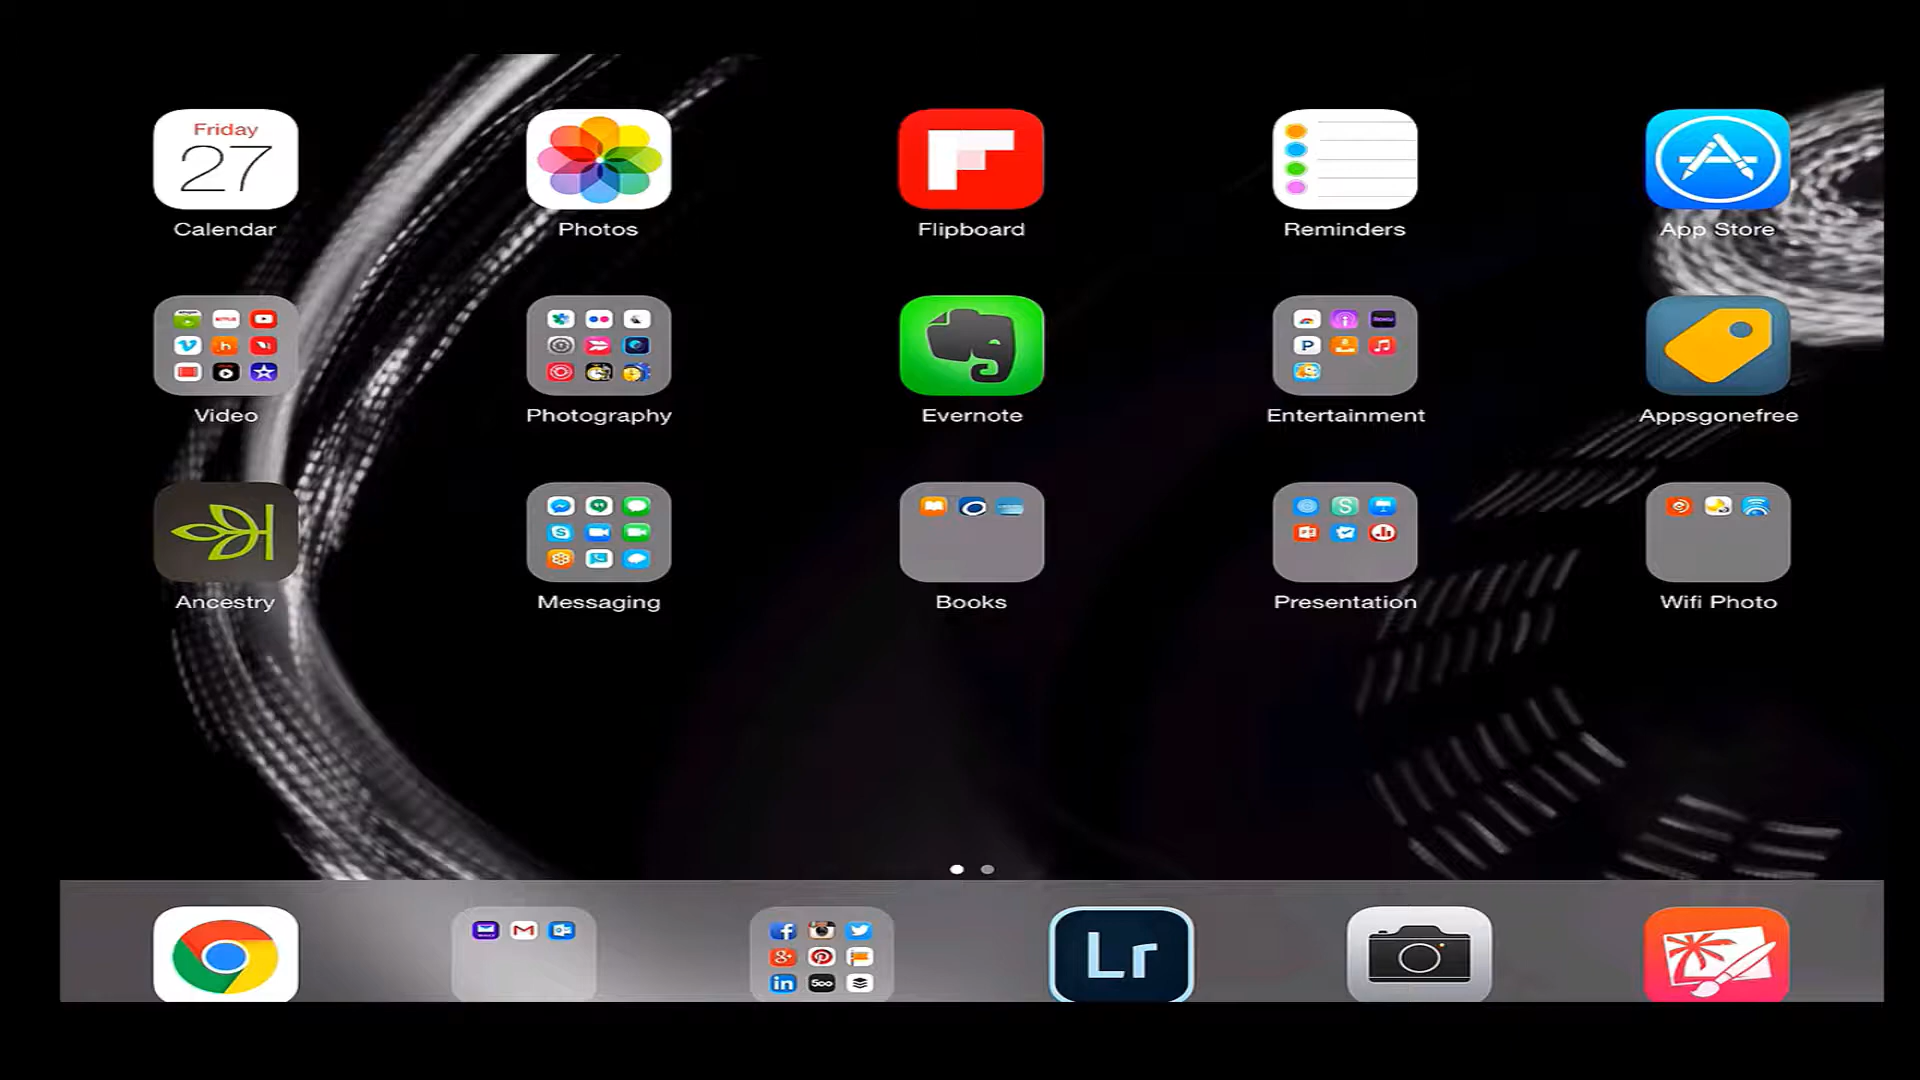 Friday
27
Calendar
Photos
Flipboard
Reminders
App Store
Video
Photography
Evernote
Entertainment
Appsgonefree
Ancestry
Messaging
Books
Presentation
Wifi Photo
Lr